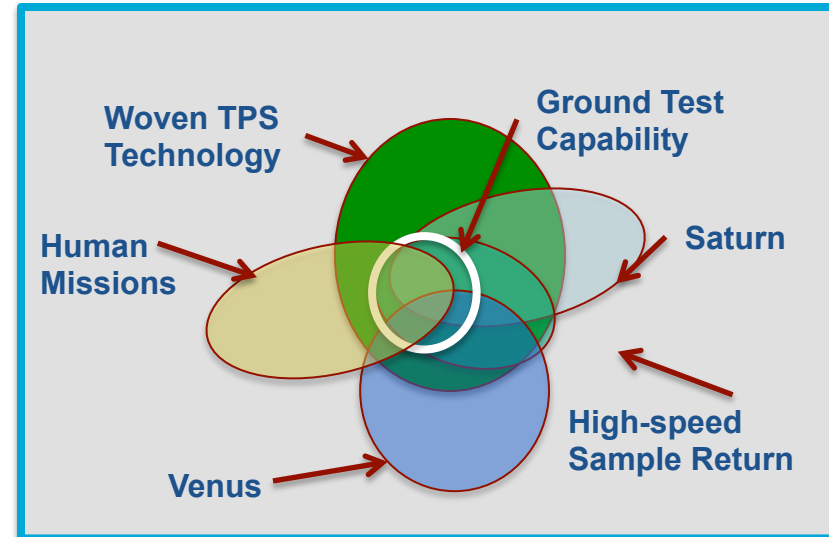 Woven TPS
Technology
Ground Test
Capability
Human
Missions
Saturn
High-speed
Sample Return
Venus